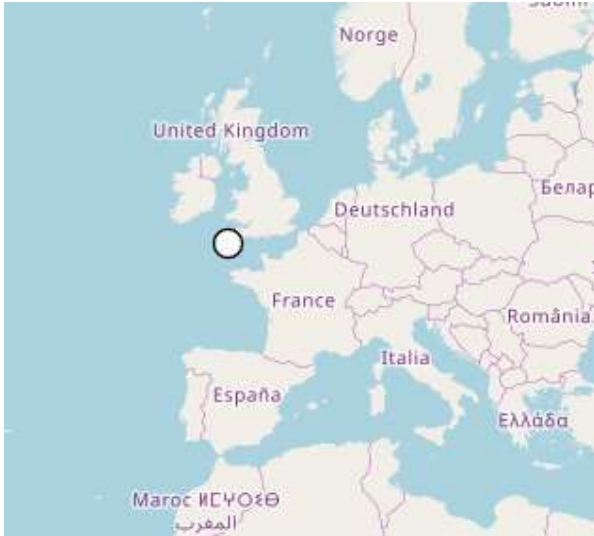 Norge
United Kingdom
Белар
Deutschland
France
România
Italia
España
Ελλάδα
Maroc ⵍⵎⵖⵔⵉⴱ
المغرب